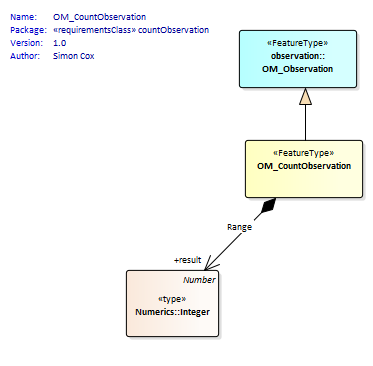 Name: OM_CountObservation
Package: «requirementsClass» countObservation
Version: 1.0
Author: Simon Cox
«FeatureType»
observation::
OM_Observation
«FeatureType»
OM_CountObservation
Range
+result
Number
«type»
Numerics::Integer